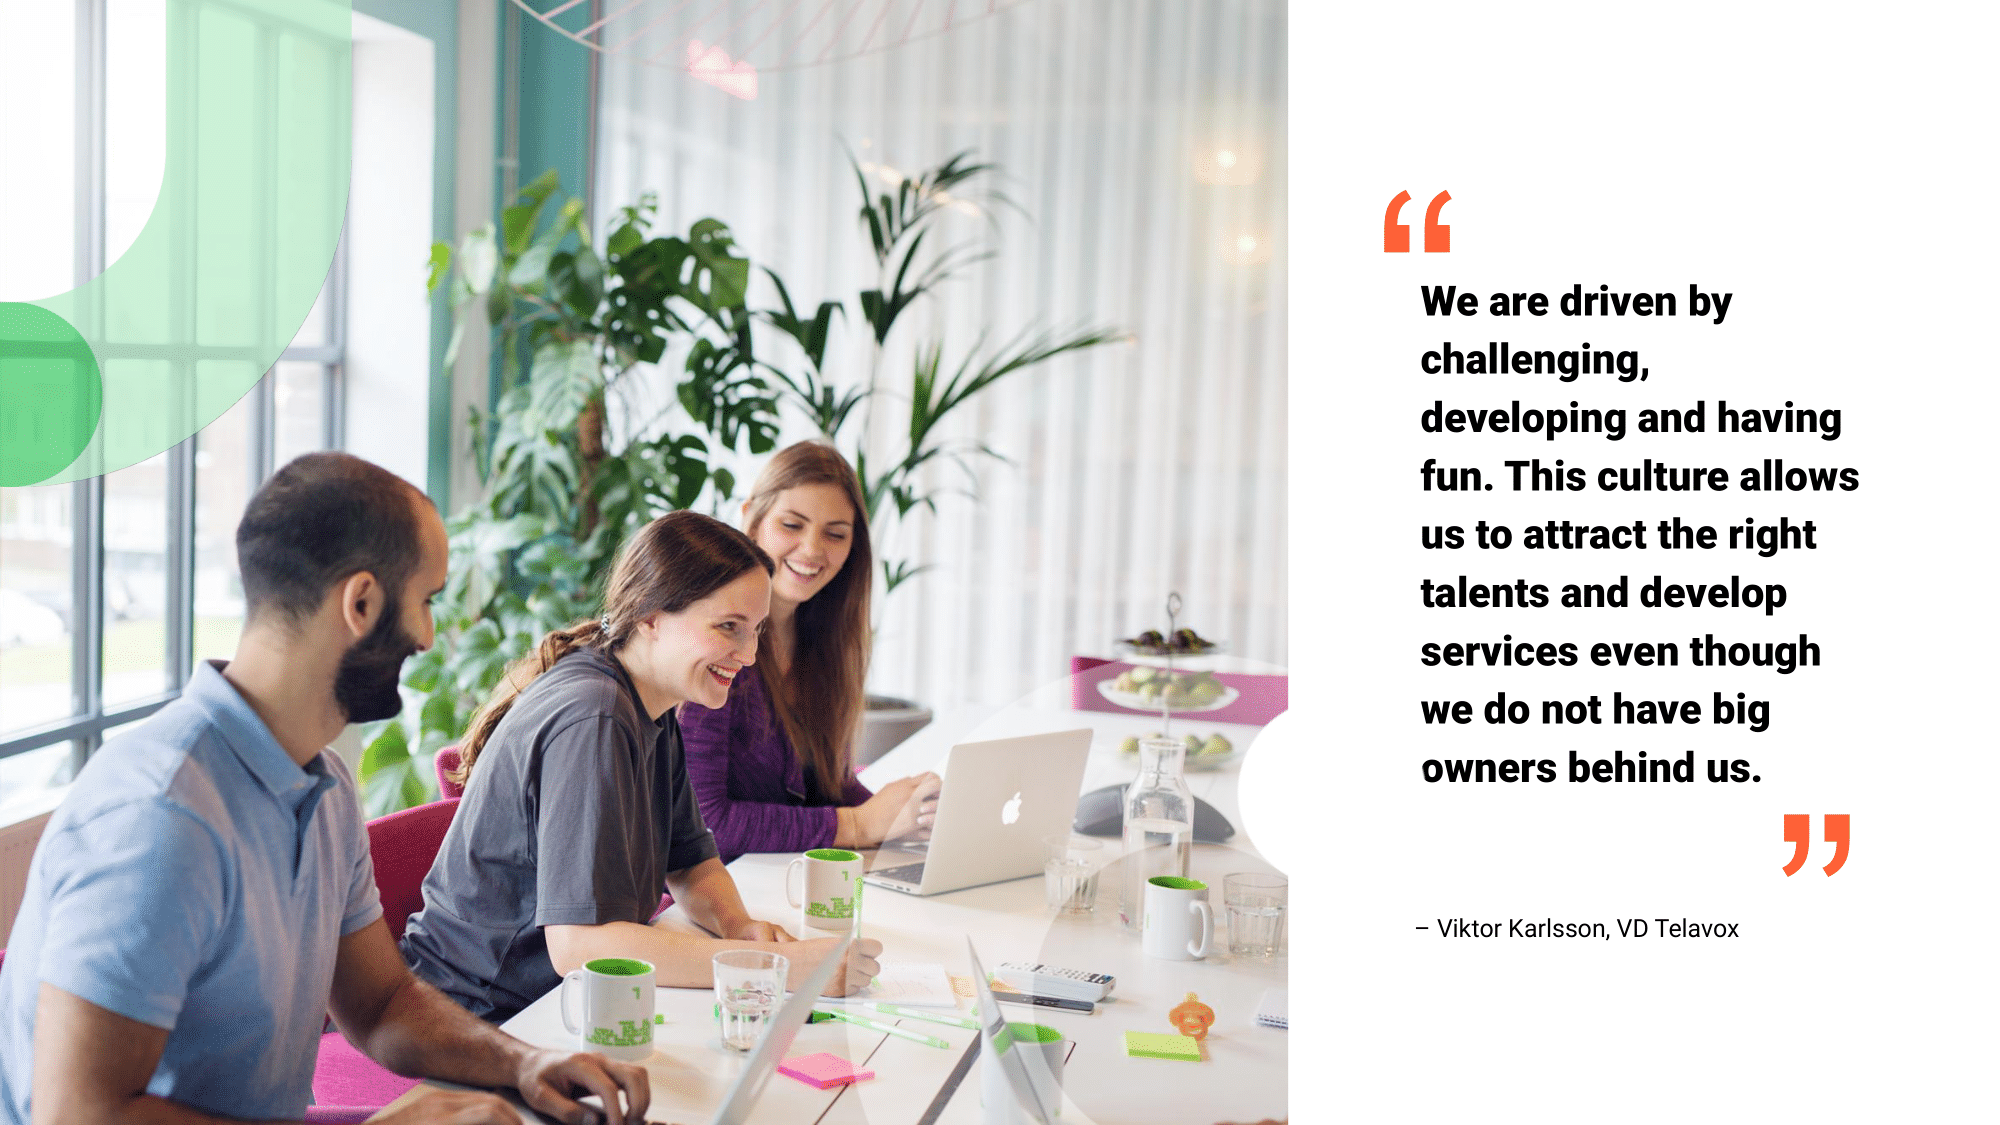 “
We are driven by
challenging,
developing and having
fun. This culture allows
us to attract the right
talents and develop
services even though
we do not have big
owners behind us.
”
– Viktor Karlsson, VD Telavox